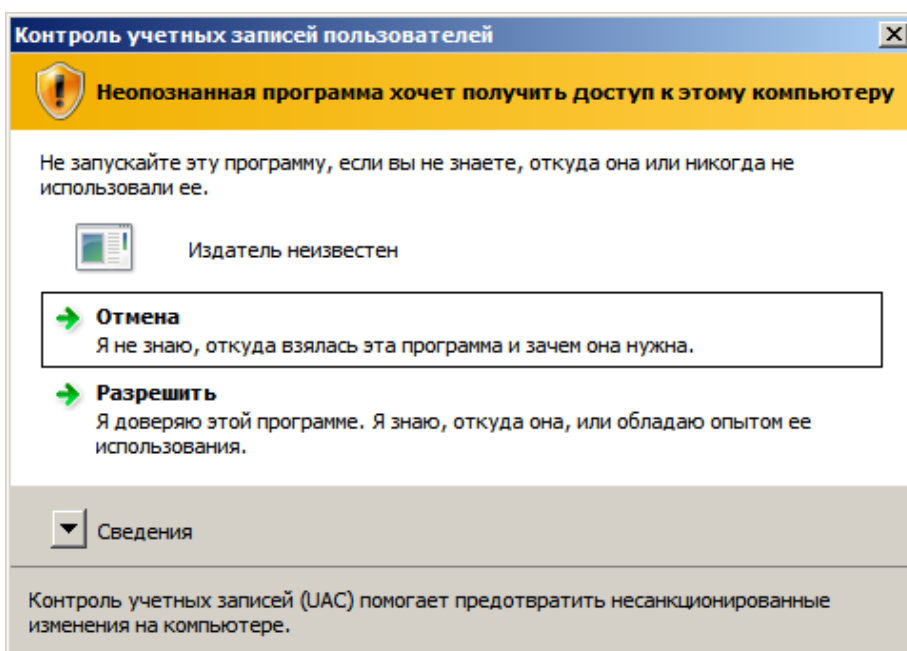 Контроль учетных записей пользователей
Неопознанная программа хочет получить доступ к этому компьютеру
Не запускайте эту программу, если вы не знаете, откуда она или никогда не
использовали ее.
Издатель неизвестен
Отмена
Я не знаю, откуда взялась эта программа и зачем она нужна.
Разрешить
Я доверяю этой программе. Я знаю, откуда она, или обладаю опытом ее
использования.
Сведения
Контроль учетных записей (UAC) помогает предотвратить несанкционированные
изменения на компьютере.